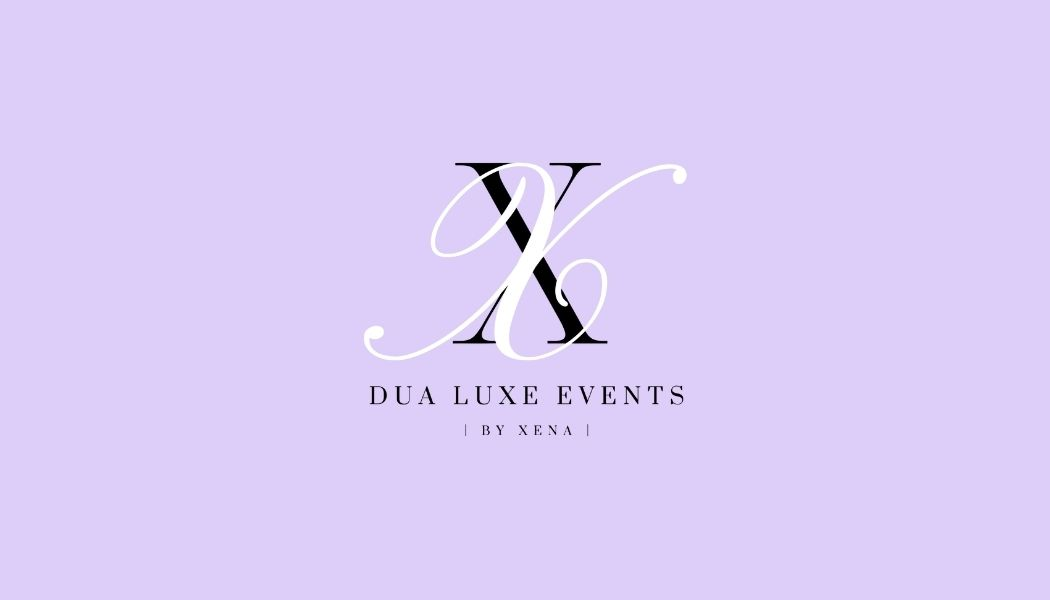 X
X
DUA LUXE EVENTS
| BY XENA |